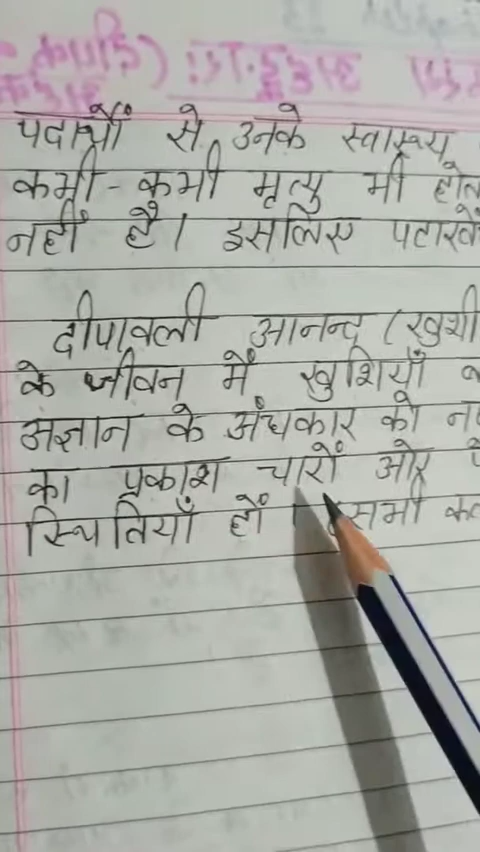 पदार्थों से उनके स्वास्थ्य
कभी-कभी मृत्यु भी होत
नहीं है। इसलिए पटाखे
दीपावली आनन्द (खुशी
के जीवन में खुशियाँ
अज्ञान के अंधकार को
का प्रकाश चारों ओर
स्थितियाँ हों। सभी